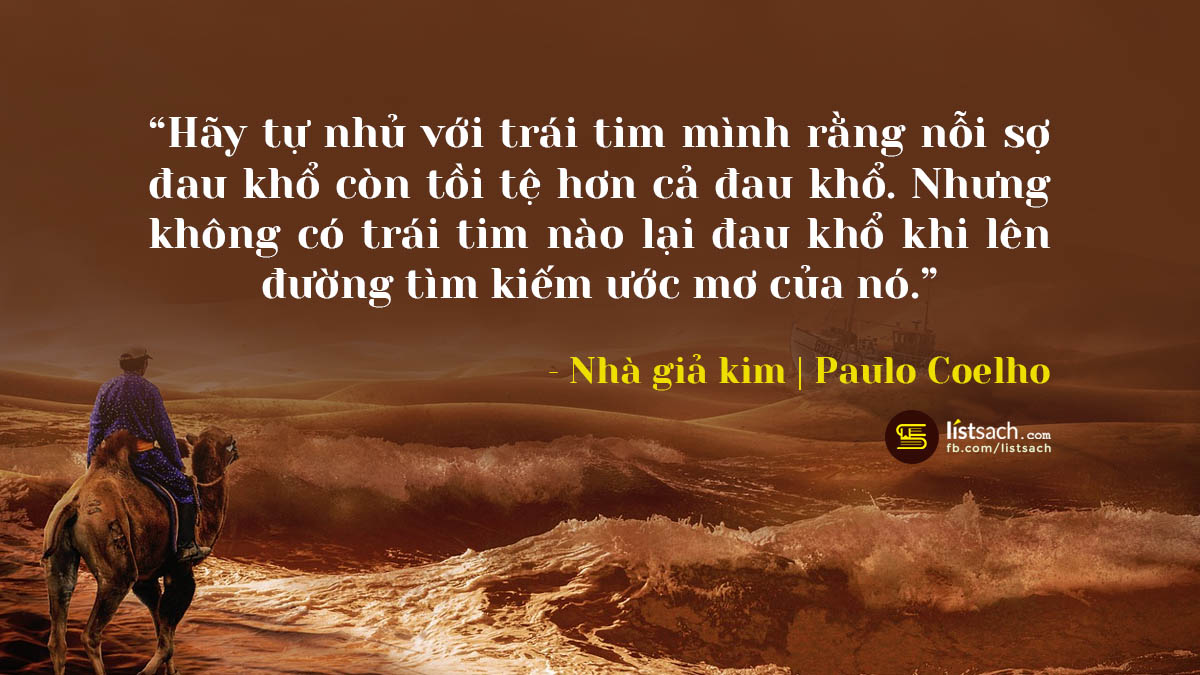 “Hãy tự nhủ với trái tim mình rằng nỗi sợ
đau khổ còn tồi tệ hơn cả đau khổ. Nhưng
không có trái tim nào lại đau khổ khi lên
đường tìm kiếm ước mơ của nó.”
- Nhà giả kim | Paulo Coelho
listsach.com
fb.com/listsach